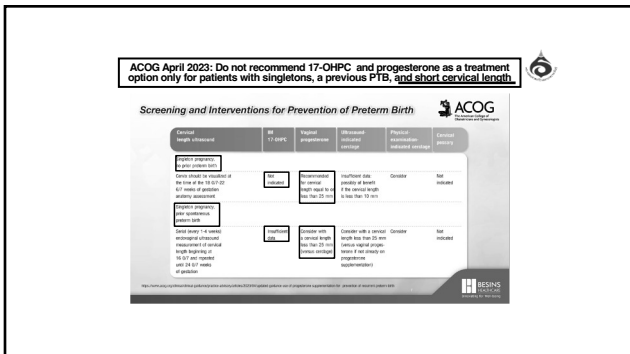 ACOG April 2023: Do not recommend 17-OHPC and progesterone as a treatment
option only for patients with singletons, a previous PTB, and short cervical length
Screening and Interventions for Prevention of Preterm Birth
ACOG
The American College of
Obstetricians and Gynecologists
Cervical
length ultrasound
IM
17-OHPC
Vaginal
progesterone
Ultrasound-
indicated
cerclage
Physical-
examination-
indicated cerclage
Cervical
pessary
Singleton pregnancy,
no prior preterm birth
Cervix should be visualized at
the time of the 18 0/7-22
6/7 weeks of gestation
anatomy assessment
Not
indicated
Recommended
for cervical
length equal to or
less than 25 mm
Insufficient data;
possibly of benefit
if the cervical length
is less than 10 mm
Consider
Not
indicated
Singleton pregnancy,
prior spontaneous
preterm birth
Serial (every 1-4 weeks)
endovaginal ultrasound
measurement of cervical
length beginning at
16 0/7 and repeated
until 24 0/7 weeks
of gestation
Insufficient
data
Consider with
a cervical length
less than 25 mm
(versus cerclage)
Consider with a cervical
length less than 25 mm
(versus vaginal proges-
terone if not already on
progesterone
supplementation)
Consider
Not
indicated
BESINS
HEALTHCARE
Innovating for Well-being